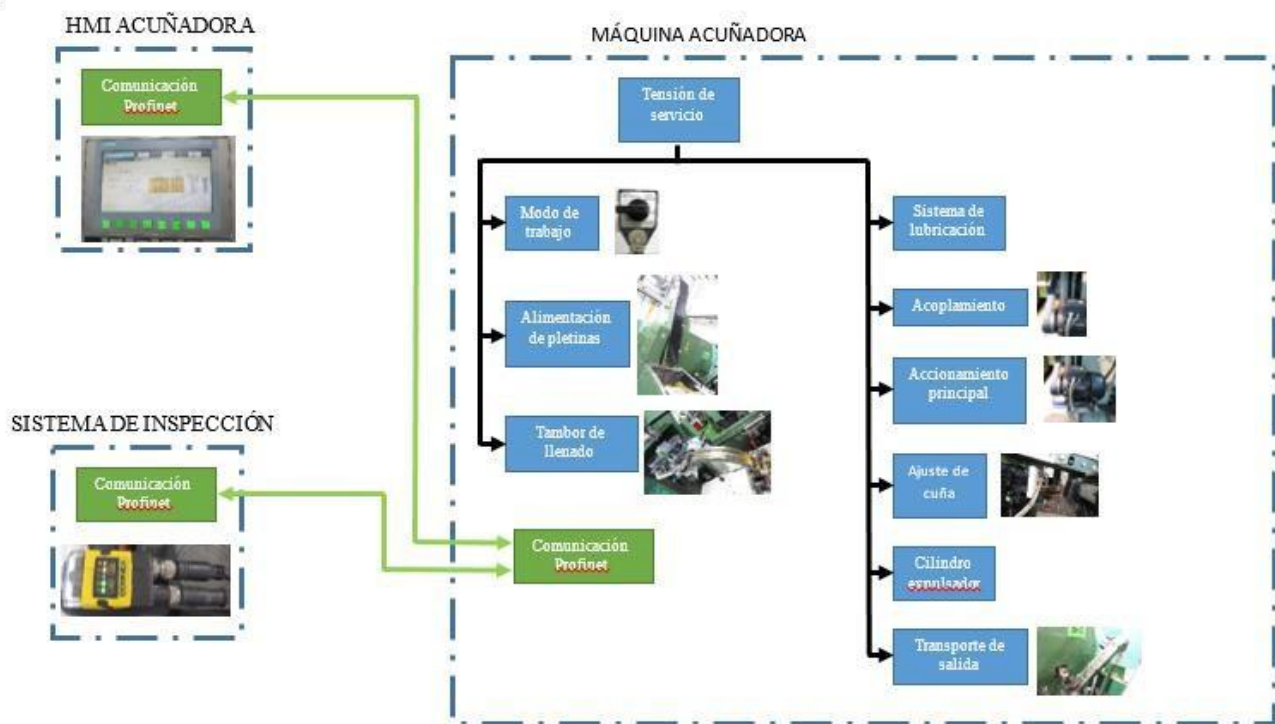 HMI ACUÑADORA
Comunicación
Profinet
SISTEMA DE INSPECCIÓN
Comunicación
Profinet
MÁQUINA ACUÑADORA
Tensión de
servicio
Modo de
trabajo
Alimentación
de pletinas
Tambor de
llenado
Comunicación
Profinet
Sistema de
lubricación
Acoplamiento
Accionamiento
principal
Ajuste de
cuña
Cilindro
expulsador
Transporte de
salida